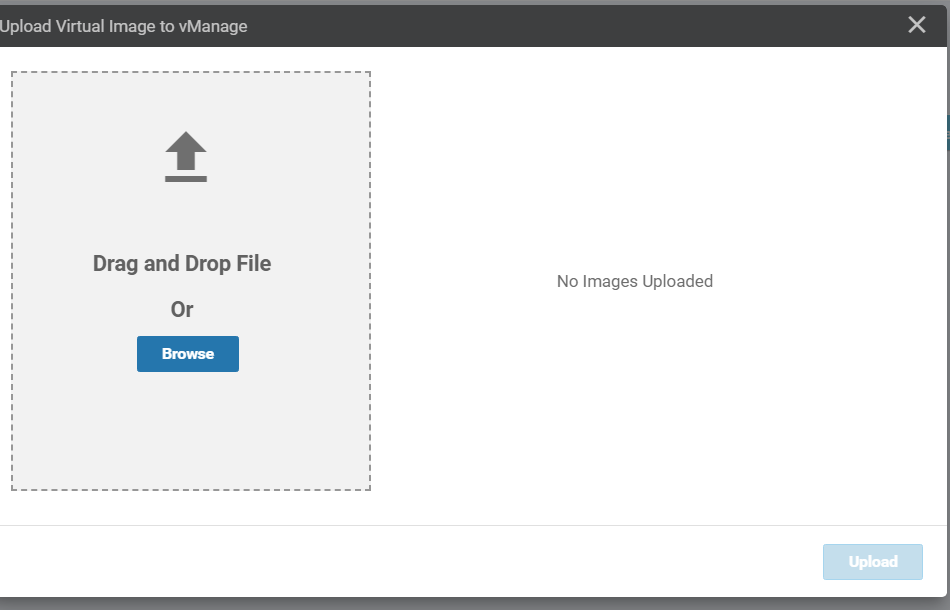 Upload Virtual Image to vManage
Drag and Drop File
Or
Browse
No Images Uploaded
Upload